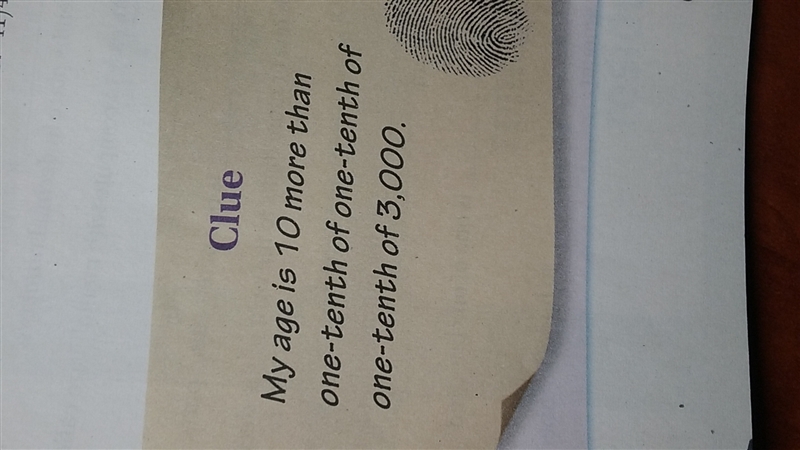 Clue
My age is 10 more than
one-tenth of one-tenth of
one-tenth of 3,000.